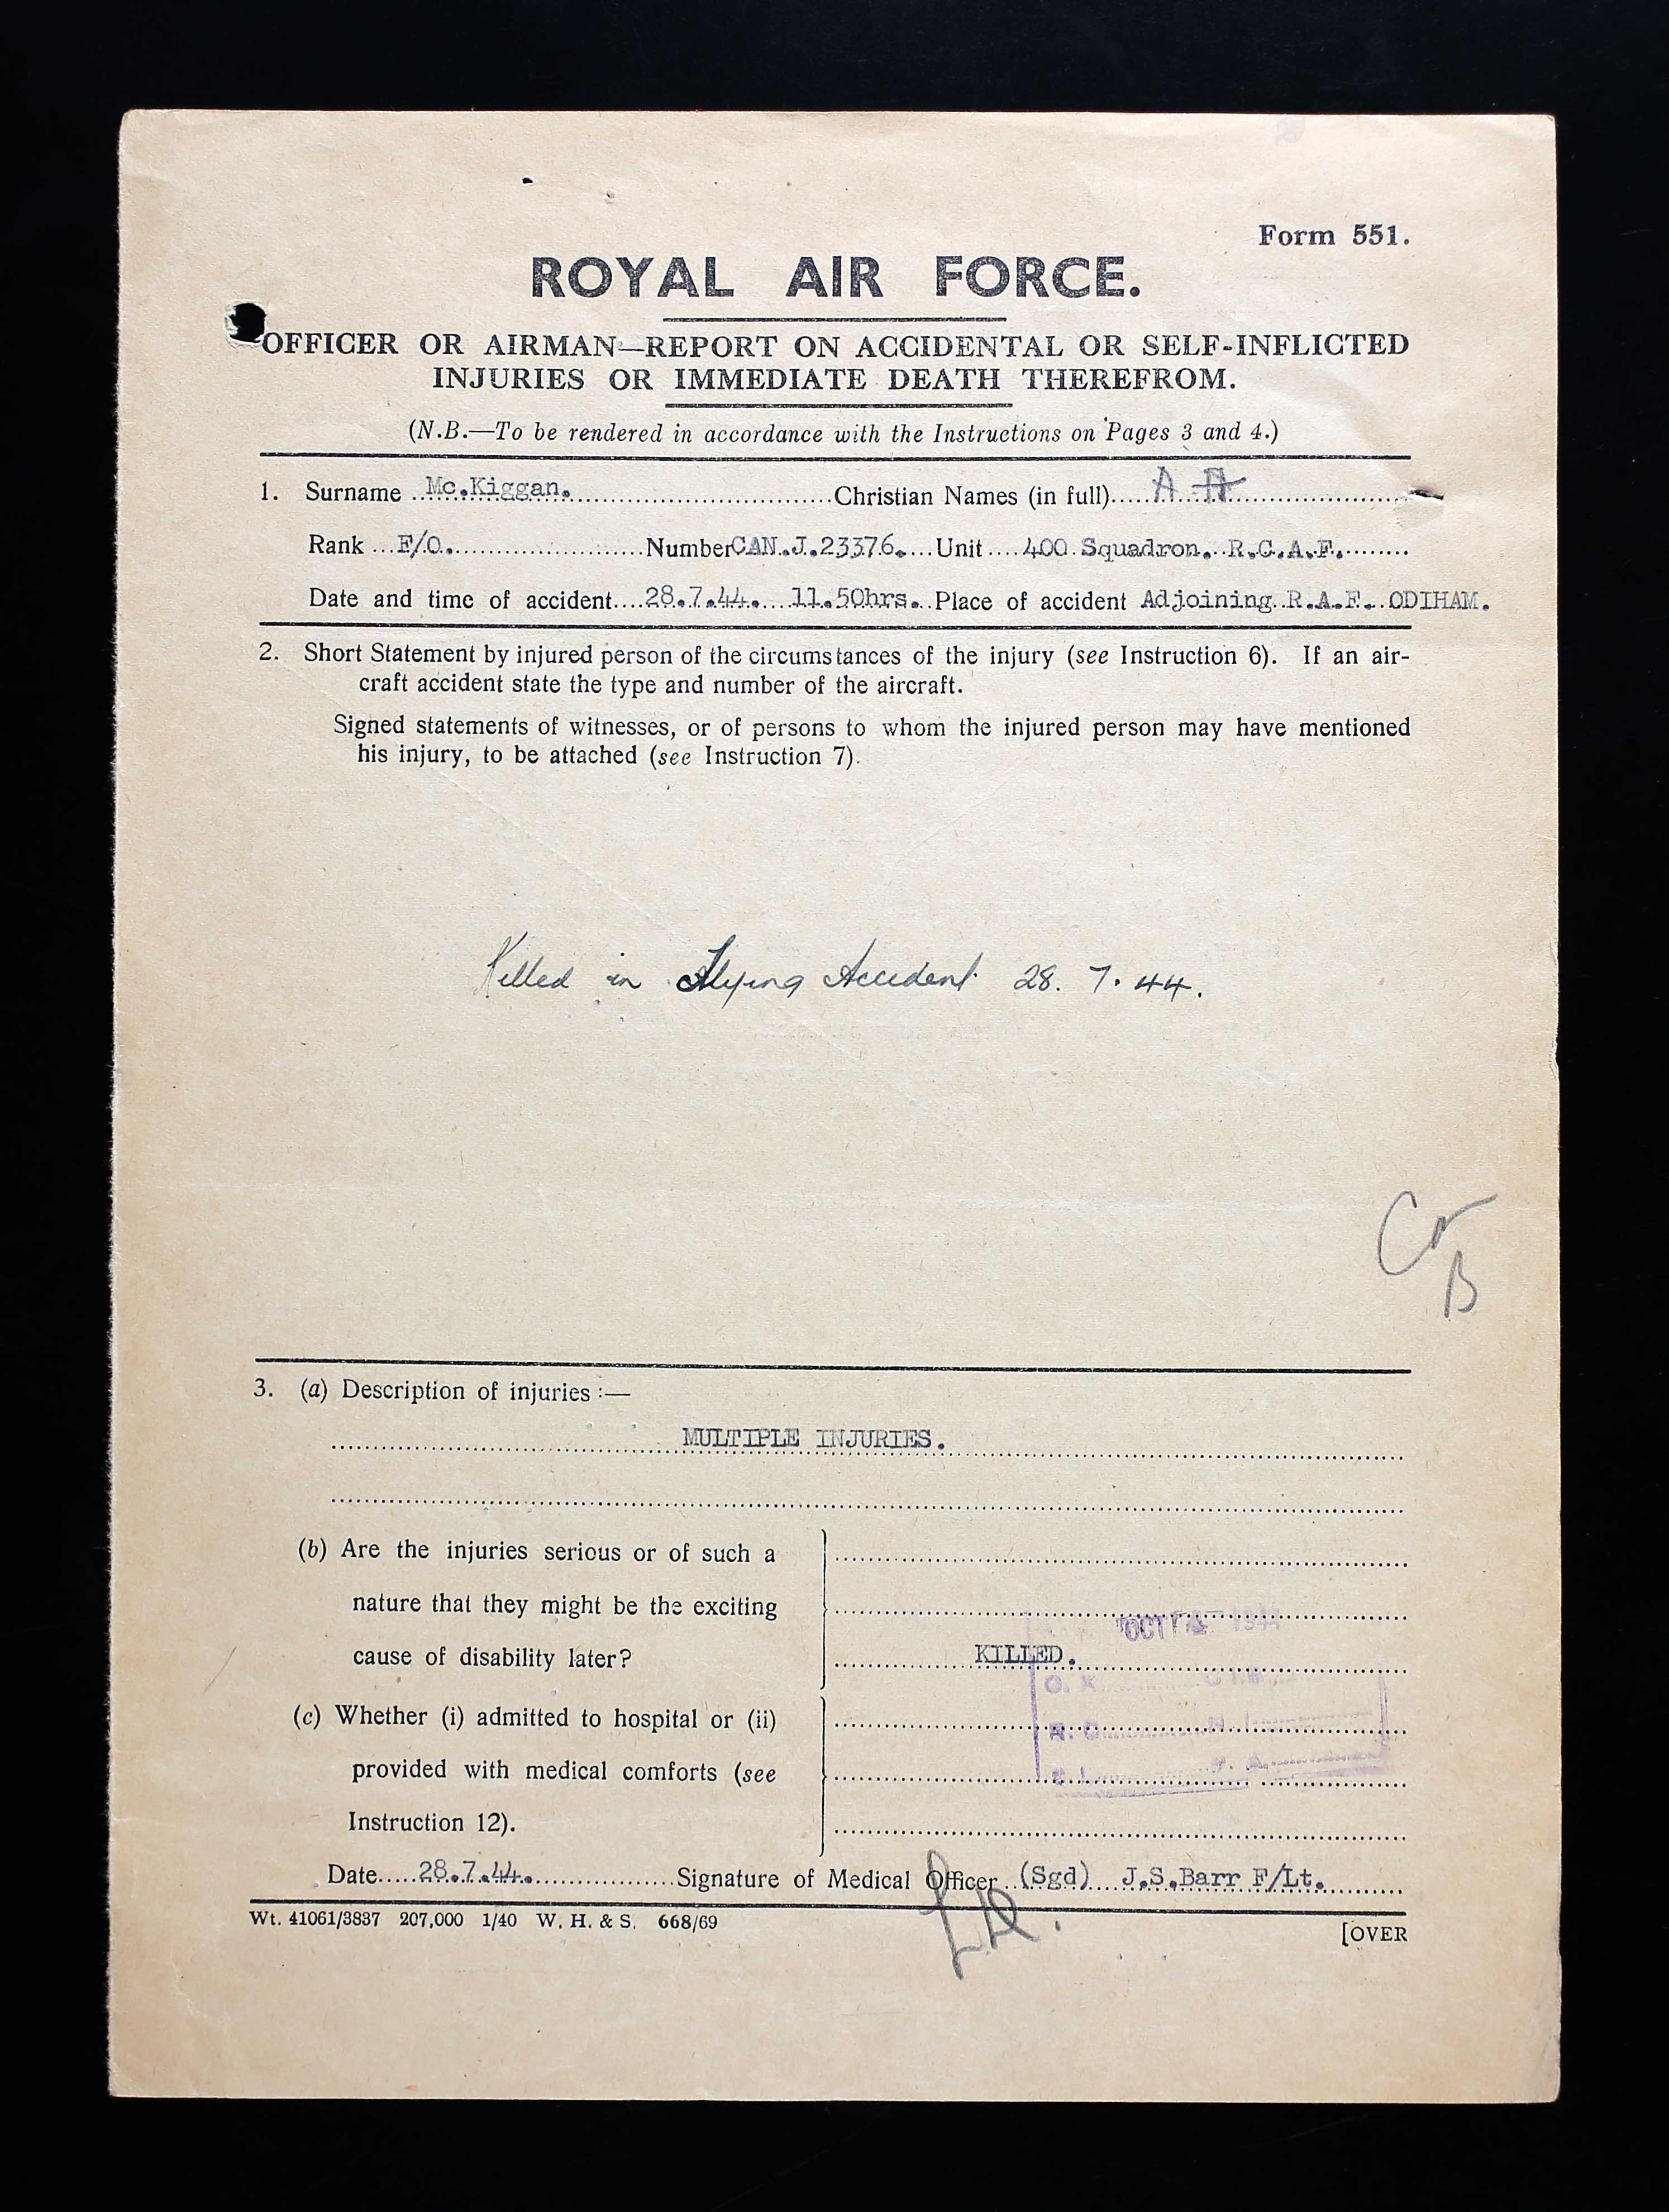 Form 551.
ROYAL AIR FORCE.
OFFICER OR AIRMAN—REPORT ON ACCIDENTAL OR SELF-INFLICTED
INJURIES OR IMMEDIATE DEATH THEREFROM.
(N.B.—To be rendered in accordance with the Instructions on Pages 3 and 4.)
1. Surname Mc.Kiggan. Christian Names (in full) A
Rank F/O. Number CAN.J.23376. Unit 400 Squadron. R.C.A.F.
Date and time of accident 28.7.44. 11.50hrs. Place of accident Adjoining R.A.F. ODIHAM.
2. Short Statement by injured person of the circumstances of the injury (see Instruction 6). If an air-
craft accident state the type and number of the aircraft.
Signed statements of witnesses, or of persons to whom the injured person may have mentioned
his injury, to be attached (see Instruction 7).
Killed in Flying Accident 28. 7. 44.
B
3. (a) Description of injuries :—
MULTIPLE INJURIES.
(b) Are the injuries serious or of such a
nature that they might be the exciting
OCT 1944
cause of disability later? KILLED.
(c) Whether (i) admitted to hospital or (ii)
provided with medical comforts (see
Instruction 12).
Date 28.7.44. Signature of Medical Officer (Sgd) J.S.Barr F/Lt.
Wt. 41061/3837 207,000 1/40 W. H. & S. 668/69
[OVER